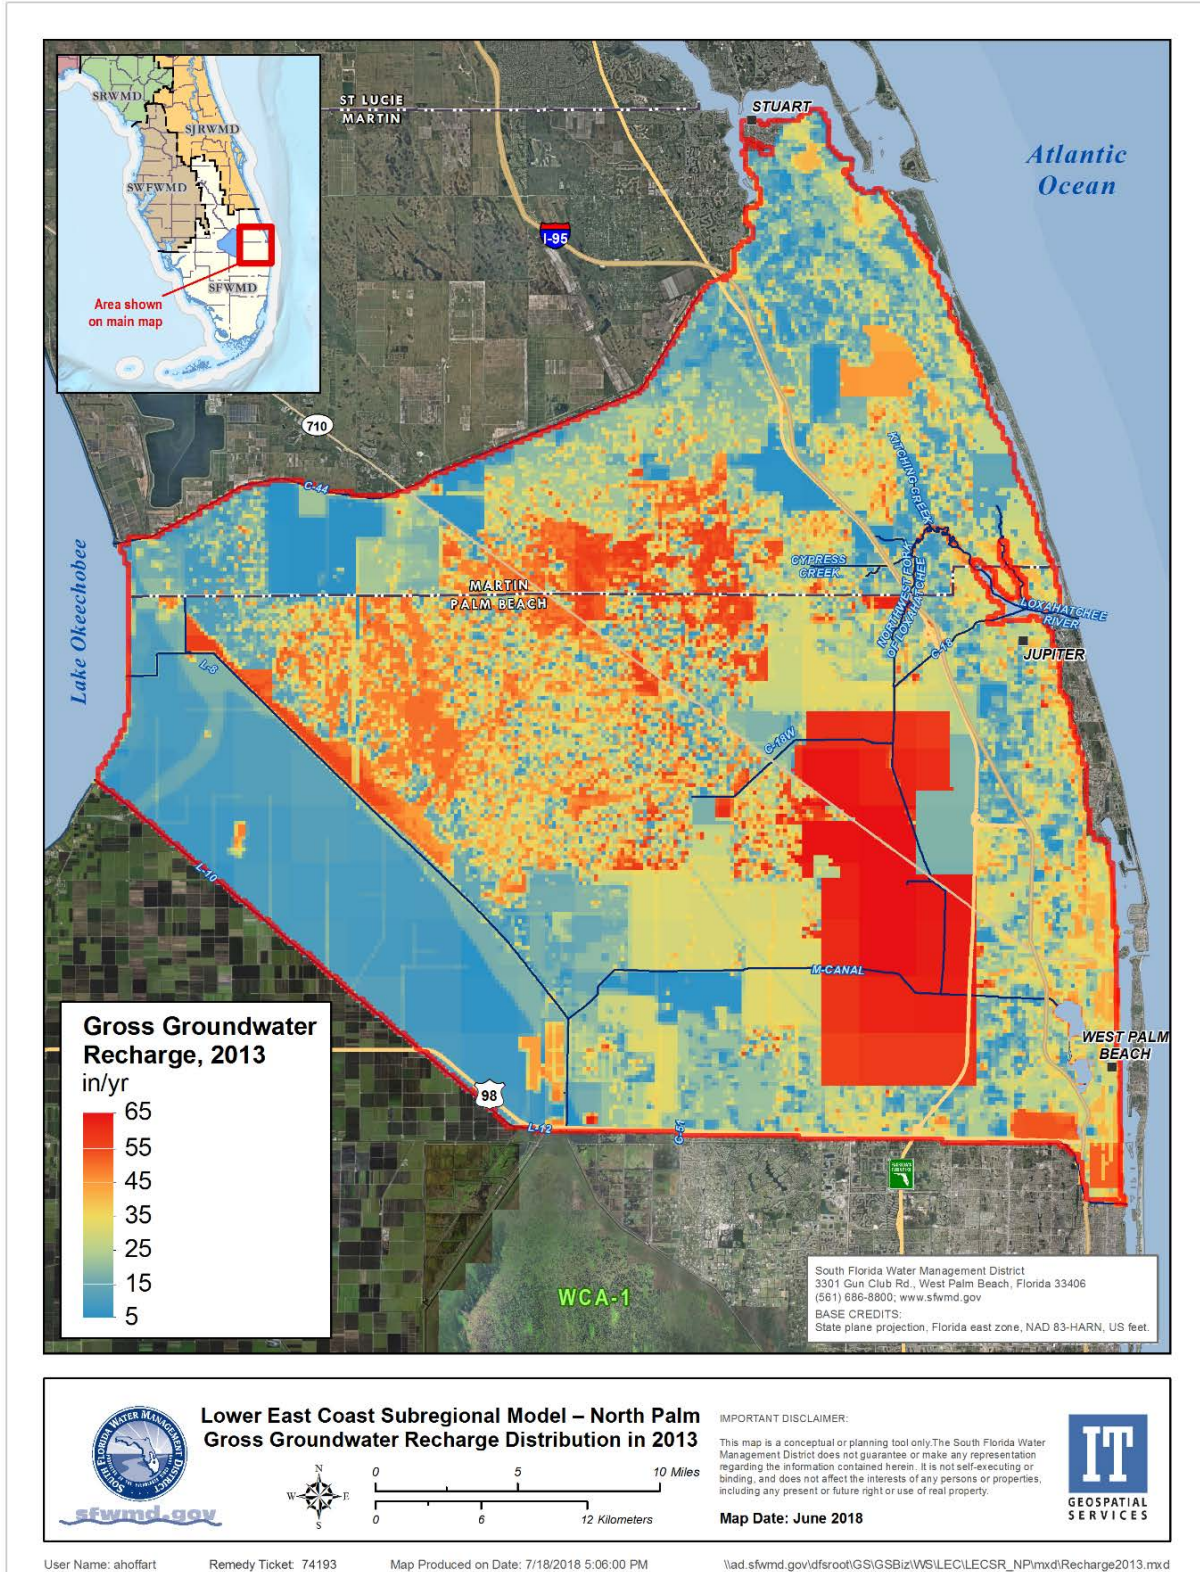 SRWMD
SJRWMD
SWFWMD
SFWMD
Area shown
on main map
ST LUCIE
MARTIN
STUART
Atlantic
Ocean
I-95
710
C-44
KITCHING CREEK
CYPRESS
CREEK
NORTHWEST FORK
OF LOXAHATCHEE
MARTIN
PALM BEACH
LOXAHATCHEE
RIVER
C-18
JUPITER
Lake Okeechobee
L-8
C-18W
L-10
M-CANAL
WEST PALM
BEACH
98
L-12
C-51
WCA-1
Gross Groundwater
Recharge, 2013
in/yr
65
55
45
35
25
15
5
South Florida Water Management District
3301 Gun Club Rd., West Palm Beach, Florida 33406
(561) 686-8800; www.sfwmd.gov
BASE CREDITS:
State plane projection, Florida east zone, NAD 83-HARN, US feet.
SOUTH FLORIDA WATER MANAGEMENT DISTRICT
sfwmd.gov
Lower East Coast Subregional Model – North Palm
Gross Groundwater Recharge Distribution in 2013
N
W E
S
0 5 10 Miles
0 6 12 Kilometers
IMPORTANT DISCLAIMER:
This map is a conceptual or planning tool only.The South Florida Water
Management District does not guarantee or make any representation
regarding the information contained herein. It is not self-executing or
binding, and does not affect the interests of any persons or properties,
including any present or future right or use of real property.
Map Date: June 2018
IT
GEOSPATIAL
SERVICES
User Name: ahoffart Remedy Ticket: 74193 Map Produced on Date: 7/18/2018 5:06:00 PM \\ad.sfwmd.gov\dfsroot\GS\GSBiz\WS\LEC\LECSR_NP\mxd\Recharge2013.mxd